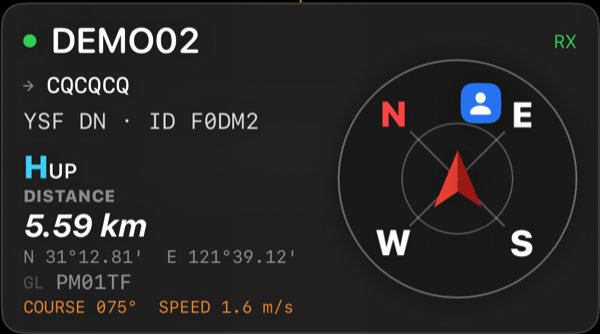 DEMO02
RX
→ CQCQCQ
YSF DN · ID F0DM2
HUP
DISTANCE
5.59 km
N 31°12.81' E 121°39.12'
GL PM01TF
COURSE 075° SPEED 1.6 m/s
N
E
W
S